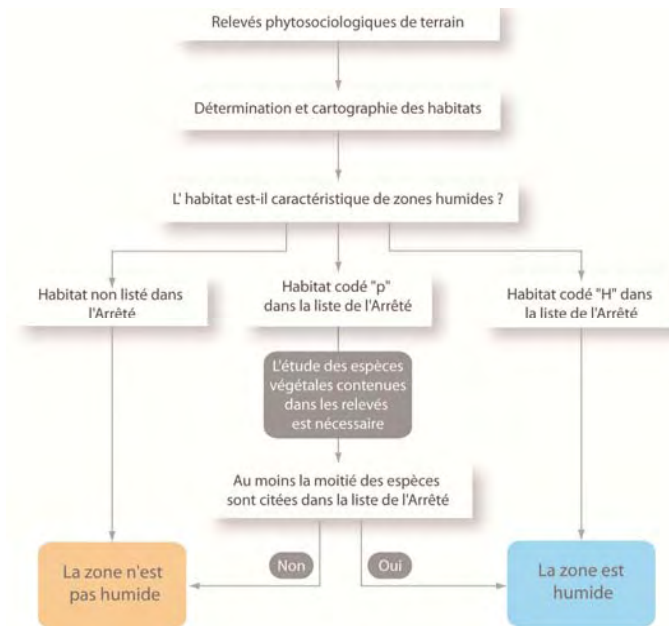 Relevés phytosociologiques de terrain
Détermination et cartographie des habitats
L' habitat est-il caractéristique de zones humides ?
Habitat non listé dans
l'Arrêté
Habitat codé "p"
dans la liste de l'Arrêté
Habitat codé "H" dans
la liste de l'Arrêté
L'étude des espèces
végétales contenues
dans les relevés
est nécessaire
Au moins la moitié des espèces
sont citées dans la liste de l'Arrêté
Non
Oui
La zone n'est
pas humide
La zone est
humide